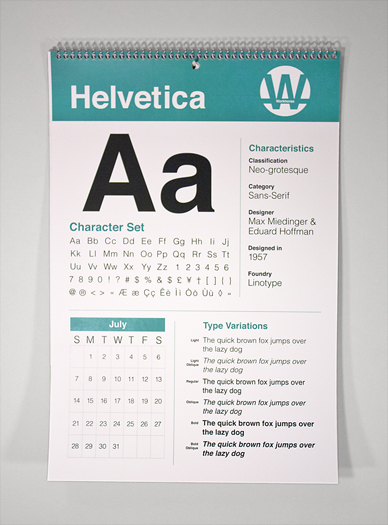 Helvetica
W
Aa
Character Set
Aa Bb Cc Dd Ee Ff Gg Hh Ii Jj
Kk Ll Mm Nn Oo Pp Qq Rr Ss Tt
Uu Vv Ww Xx Yy Zz 1 2 3 4 5 6
7 8 9 0 ! ? # $ % & $ £ ¥ † [ ] ( )
@ ® < > ~ Æ æ Çç Êê Ìì Öö Ûü ◊ »
Characteristics
Classification
Neo-grotesque
Category
Sans-Serif
Designer
Max Miedinger &
Eduard Hoffman
Designed in
1957
Foundry
Linotype
July
S M T W T F S
1 2 3 4 5 6
7 8 9 10 11 12 13
14 15 16 17 18 19 20
21 22 23 24 25 26 27
28 29 30 31
Type Variations
Light The quick brown fox jumps over
the lazy dog
Light The quick brown fox jumps over
Oblique the lazy dog
Regular The quick brown fox jumps over
the lazy dog
Oblique The quick brown fox jumps over
the lazy dog
Bold The quick brown fox jumps over
the lazy dog
Bold The quick brown fox jumps over
Oblique the lazy dog